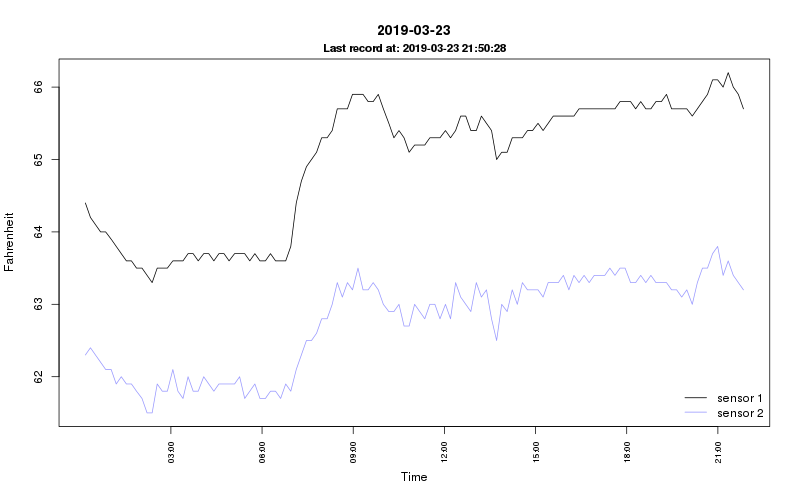 2019-03-23
Last record at: 2019-03-23 21:50:28
Fahrenheit
66
65
64
63
62
sensor 1
sensor 2
03:00
06:00
09:00
12:00
15:00
18:00
21:00
Time